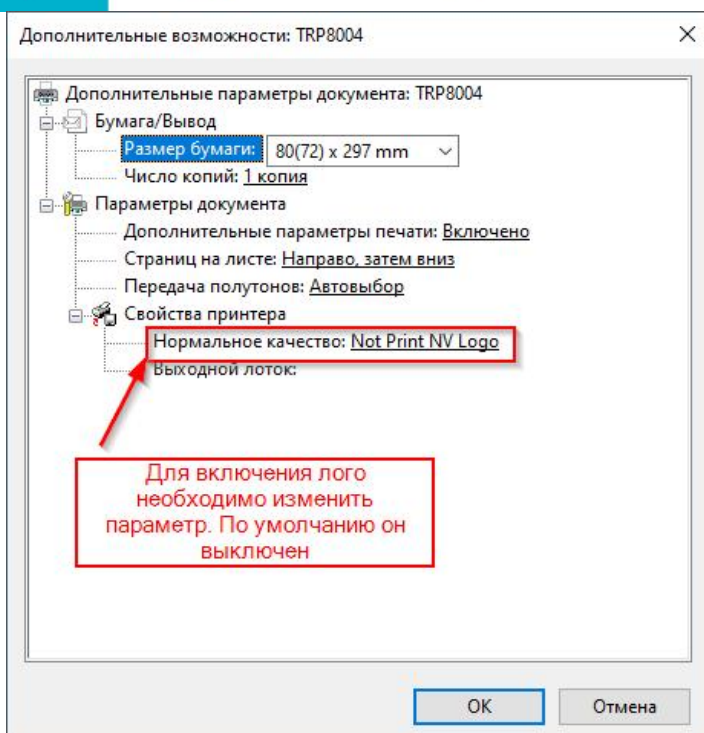 Дополнительные возможности: TRP8004
Дополнительные параметры документа: TRP8004
Бумага/Вывод
Размер бумаги: 80(72) x 297 mm
Число копий: 1 копия
Параметры документа
Дополнительные параметры печати: Включено
Страниц на листе: Направо, затем вниз
Передача полутонов: Автовыбор
Свойства принтера
Нормальное качество: Not Print NV Logo
Выходной лоток:
Для включения лого
необходимо изменить
параметр. По умолчанию он
выключен
ОК Отмена